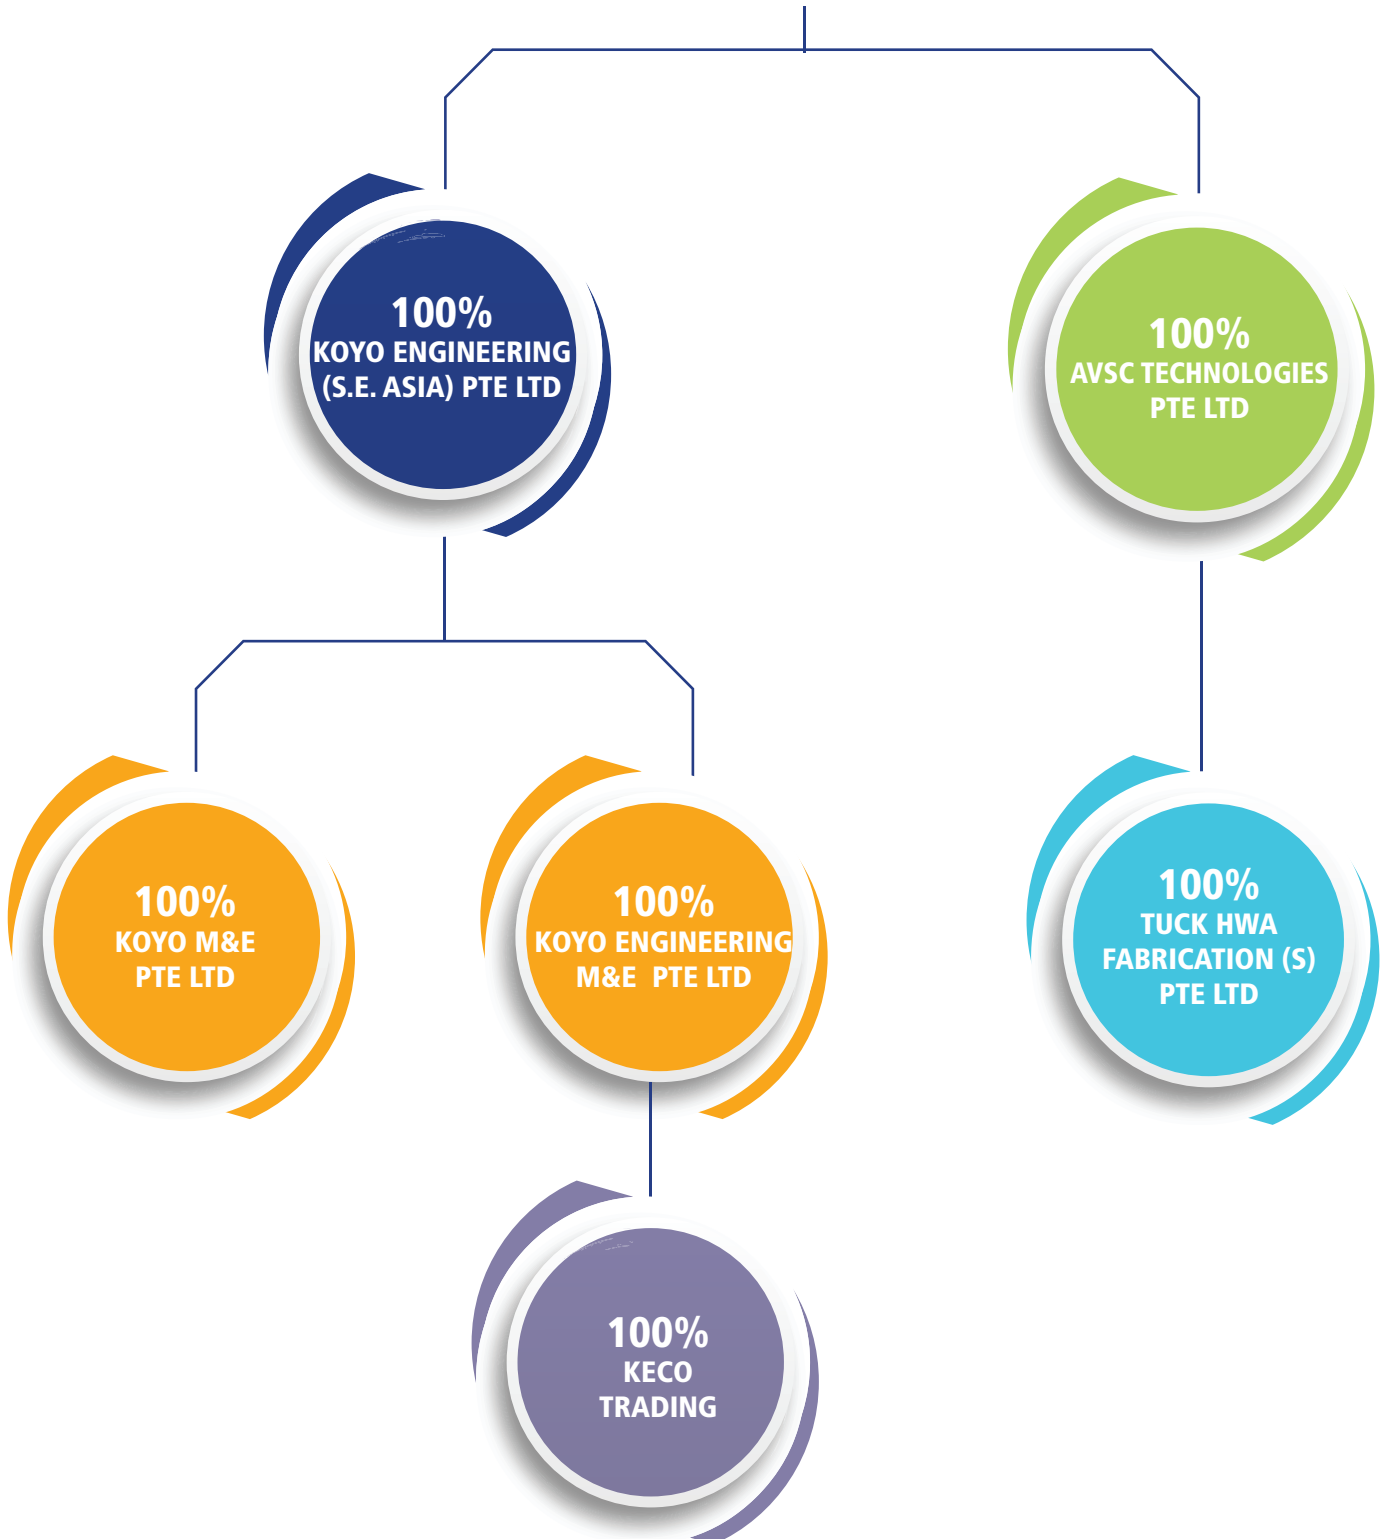 100%
KOYO ENGINEERING
(S.E. ASIA) PTE LTD
100%
AVSC TECHNOLOGIES
PTE LTD
100%
KOYO M&E
PTE LTD
100%
KOYO ENGINEERING
M&E  PTE LTD
100%
TUCK HWA
FABRICATION (S)
PTE LTD
100%
KECO
TRADING